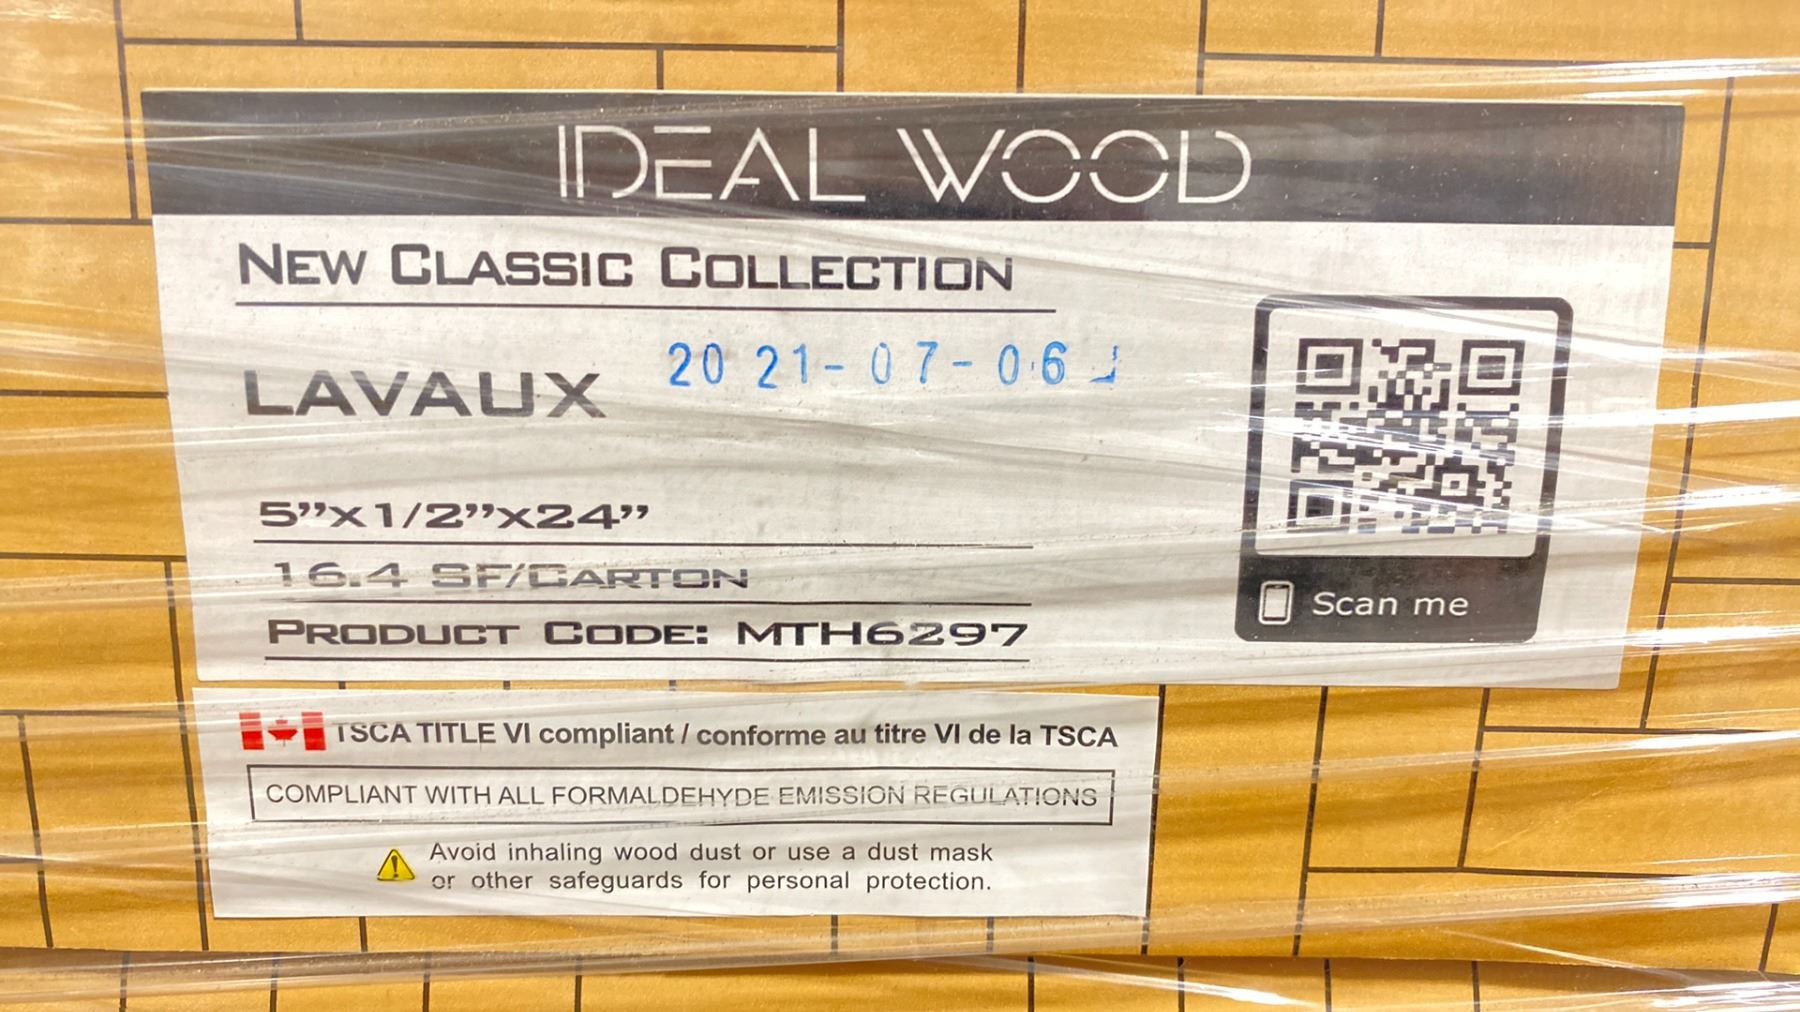 IDEAL WOOD
NEW CLASSIC COLLECTION
LAVAUX
2021-07-06 J
5”x1/2”x24”
16.4 SF/CARTON
PRODUCT CODE: MTH6297
Scan me
TSCA TITLE VI compliant / conforme au titre VI de la TSCA
COMPLIANT WITH ALL FORMALDEHYDE EMISSION REGULATIONS
Avoid inhaling wood dust or use a dust mask
or other safeguards for personal protection.